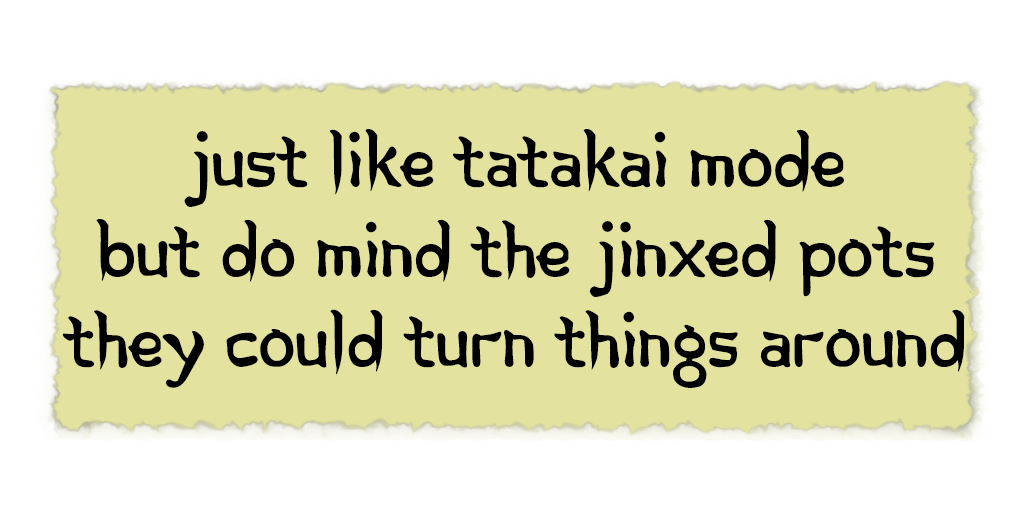 just like tatakai mode
but do mind the jinxed pots
they could turn things around